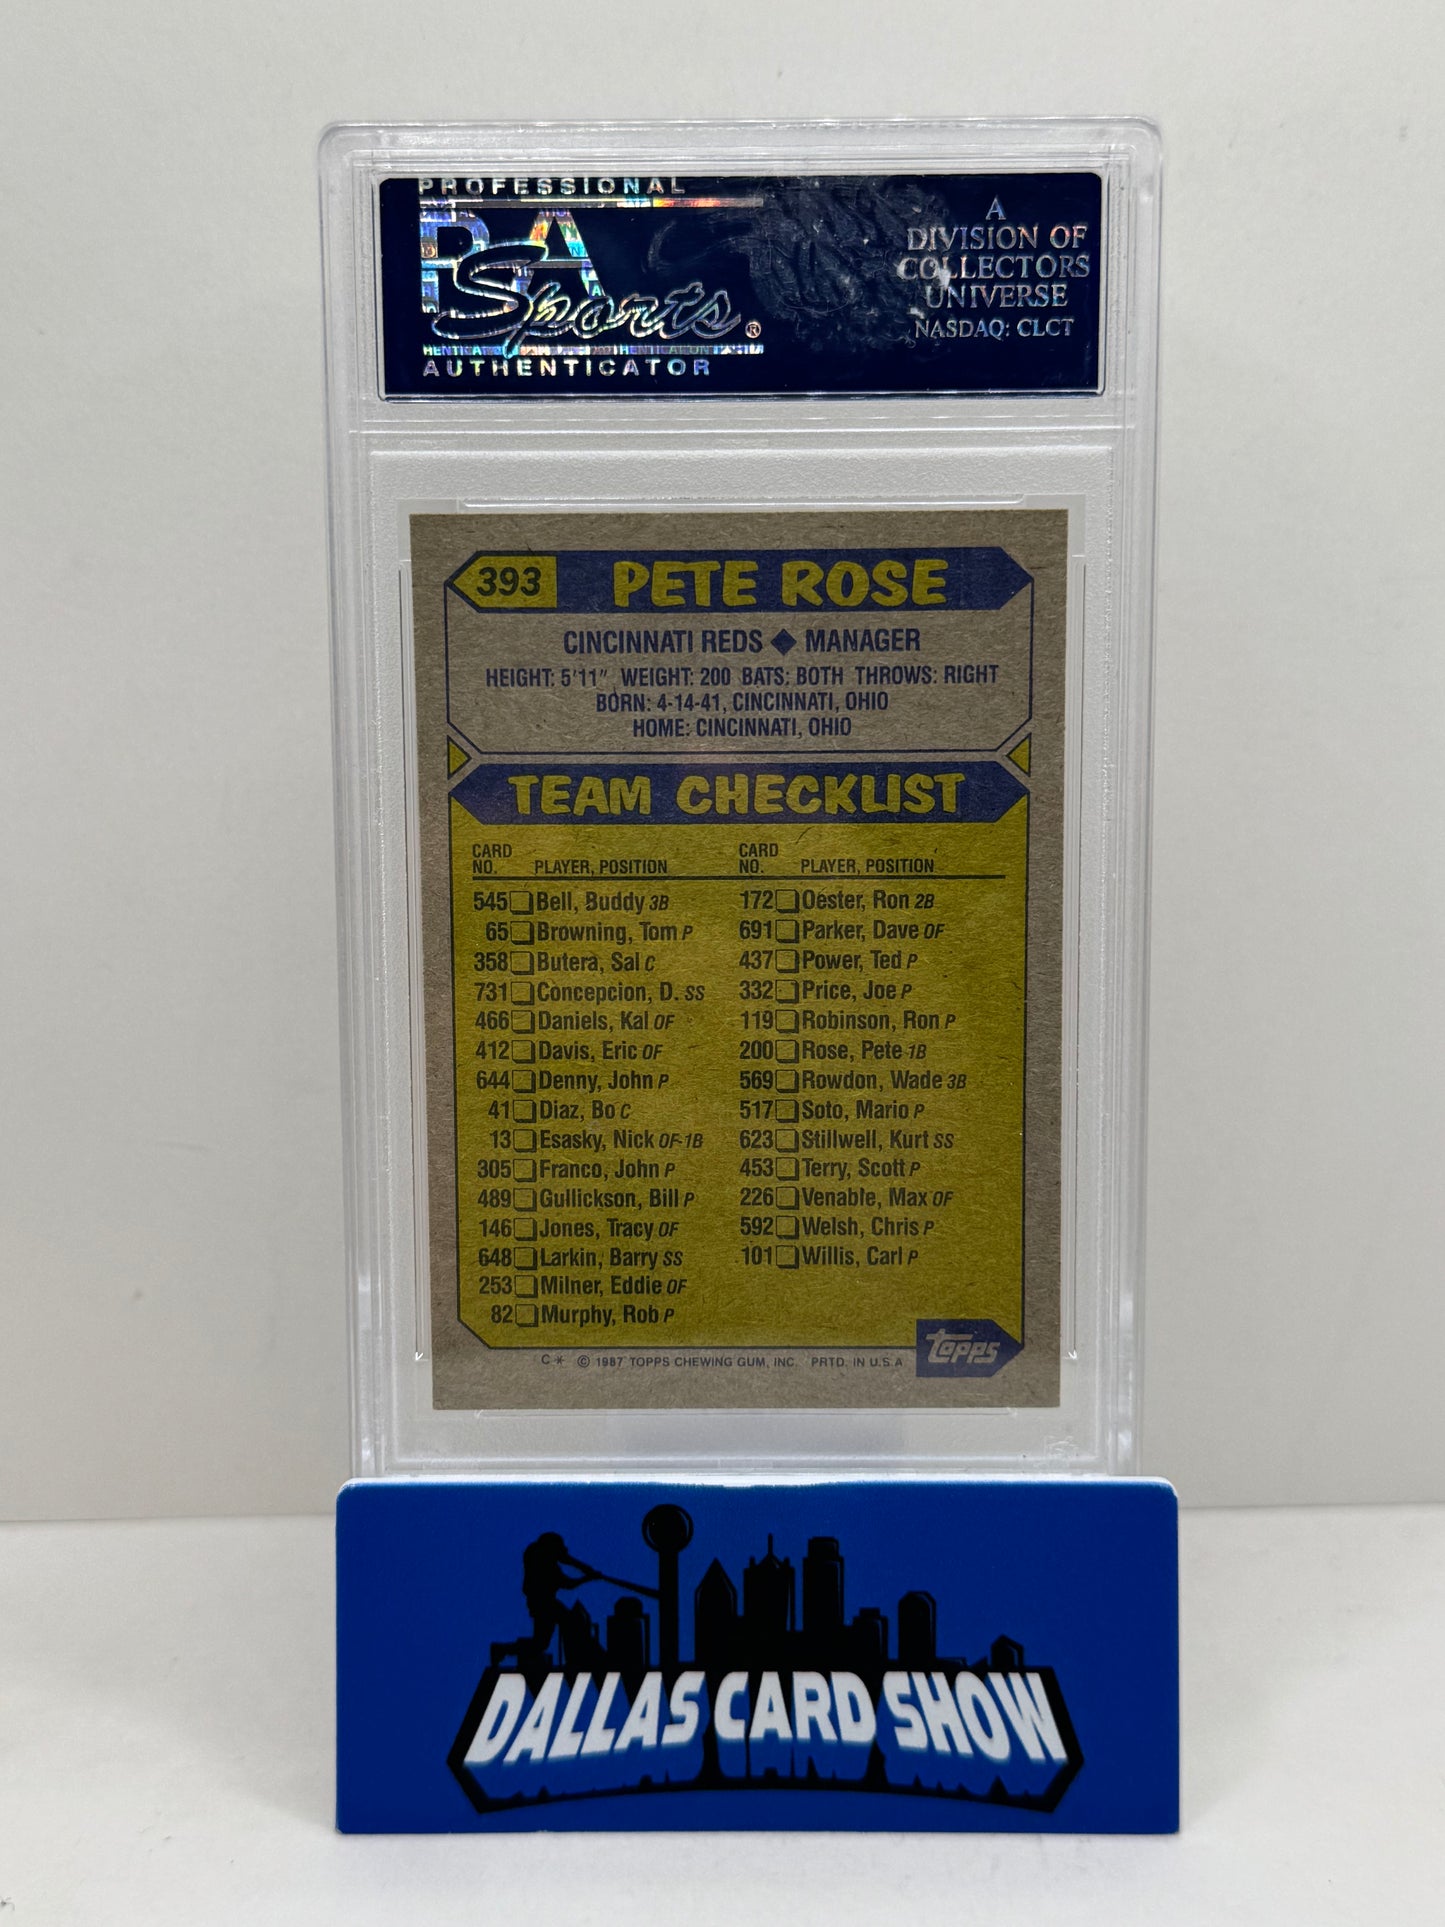 PROFESSIONAL
PSA
Sports®
AUTHENTICATOR
A
DIVISION OF
COLLECTORS
UNIVERSE
NASDAQ: CLCT
393 PETE ROSE
CINCINNATI REDS ◆ MANAGER
HEIGHT: 5'11" WEIGHT: 200 BATS: BOTH THROWS: RIGHT
BORN: 4-14-41, CINCINNATI, OHIO
HOME: CINCINNATI, OHIO
TEAM CHECKLIST
CARD
NO. PLAYER, POSITION
545 Bell, Buddy 3B
65 Browning, Tom P
358 Butera, Sal C
731 Concepcion, D. SS
466 Daniels, Kal OF
412 Davis, Eric OF
644 Denny, John P
41 Diaz, Bo C
13 Esasky, Nick OF-1B
305 Franco, John P
489 Gullickson, Bill P
146 Jones, Tracy OF
648 Larkin, Barry SS
253 Milner, Eddie OF
82 Murphy, Rob P
CARD
NO. PLAYER, POSITION
172 Oester, Ron 2B
691 Parker, Dave OF
437 Power, Ted P
332 Price, Joe P
119 Robinson, Ron P
200 Rose, Pete 1B
569 Rowdon, Wade 3B
517 Soto, Mario P
623 Stillwell, Kurt SS
453 Terry, Scott P
226 Venable, Max OF
592 Welsh, Chris P
101 Willis, Carl P
topps
C* © 1987 TOPPS CHEWING GUM, INC. PRTD. IN U.S.A
DALLAS CARD SHOW